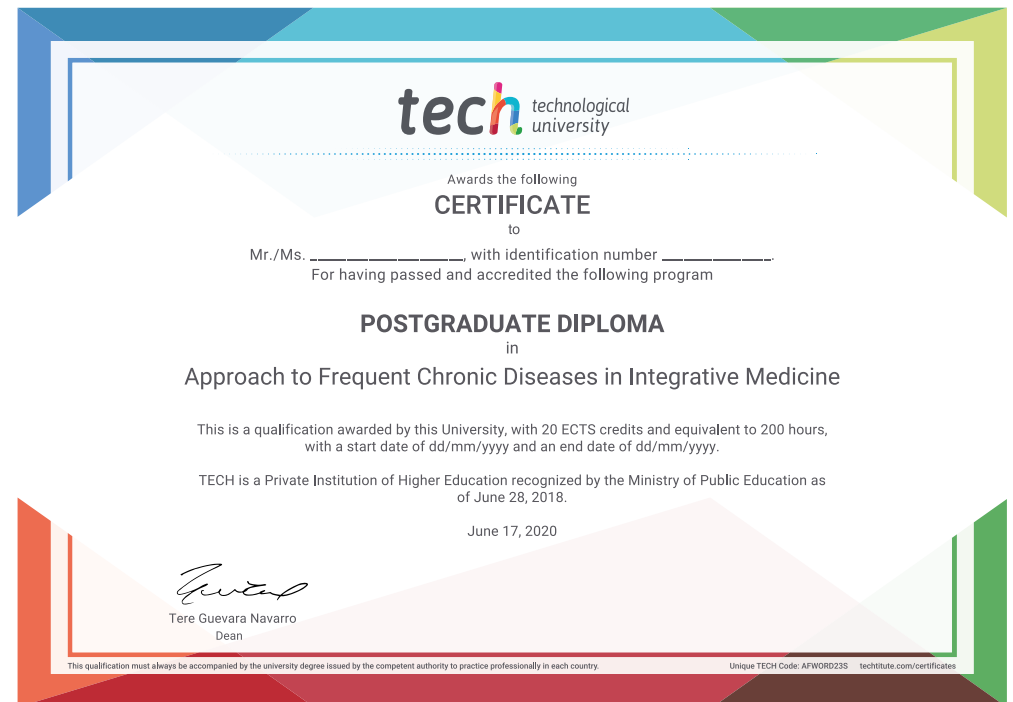 tech technological
university
Awards the following
CERTIFICATE
to
Mr./Ms. ____________________, with identification number ______________.
For having passed and accredited the following program
POSTGRADUATE DIPLOMA
in
Approach to Frequent Chronic Diseases in Integrative Medicine
This is a qualification awarded by this University, with 20 ECTS credits and equivalent to 200 hours,
with a start date of dd/mm/yyyy and an end date of dd/mm/yyyy.
TECH is a Private Institution of Higher Education recognized by the Ministry of Public Education as
of June 28, 2018.
June 17, 2020
Tere Guevara Navarro
Dean
This qualification must always be accompanied by the university degree issued by the competent authority to practice professionally in each country.
Unique TECH Code: AFWORD23S techtitute.com/certificates